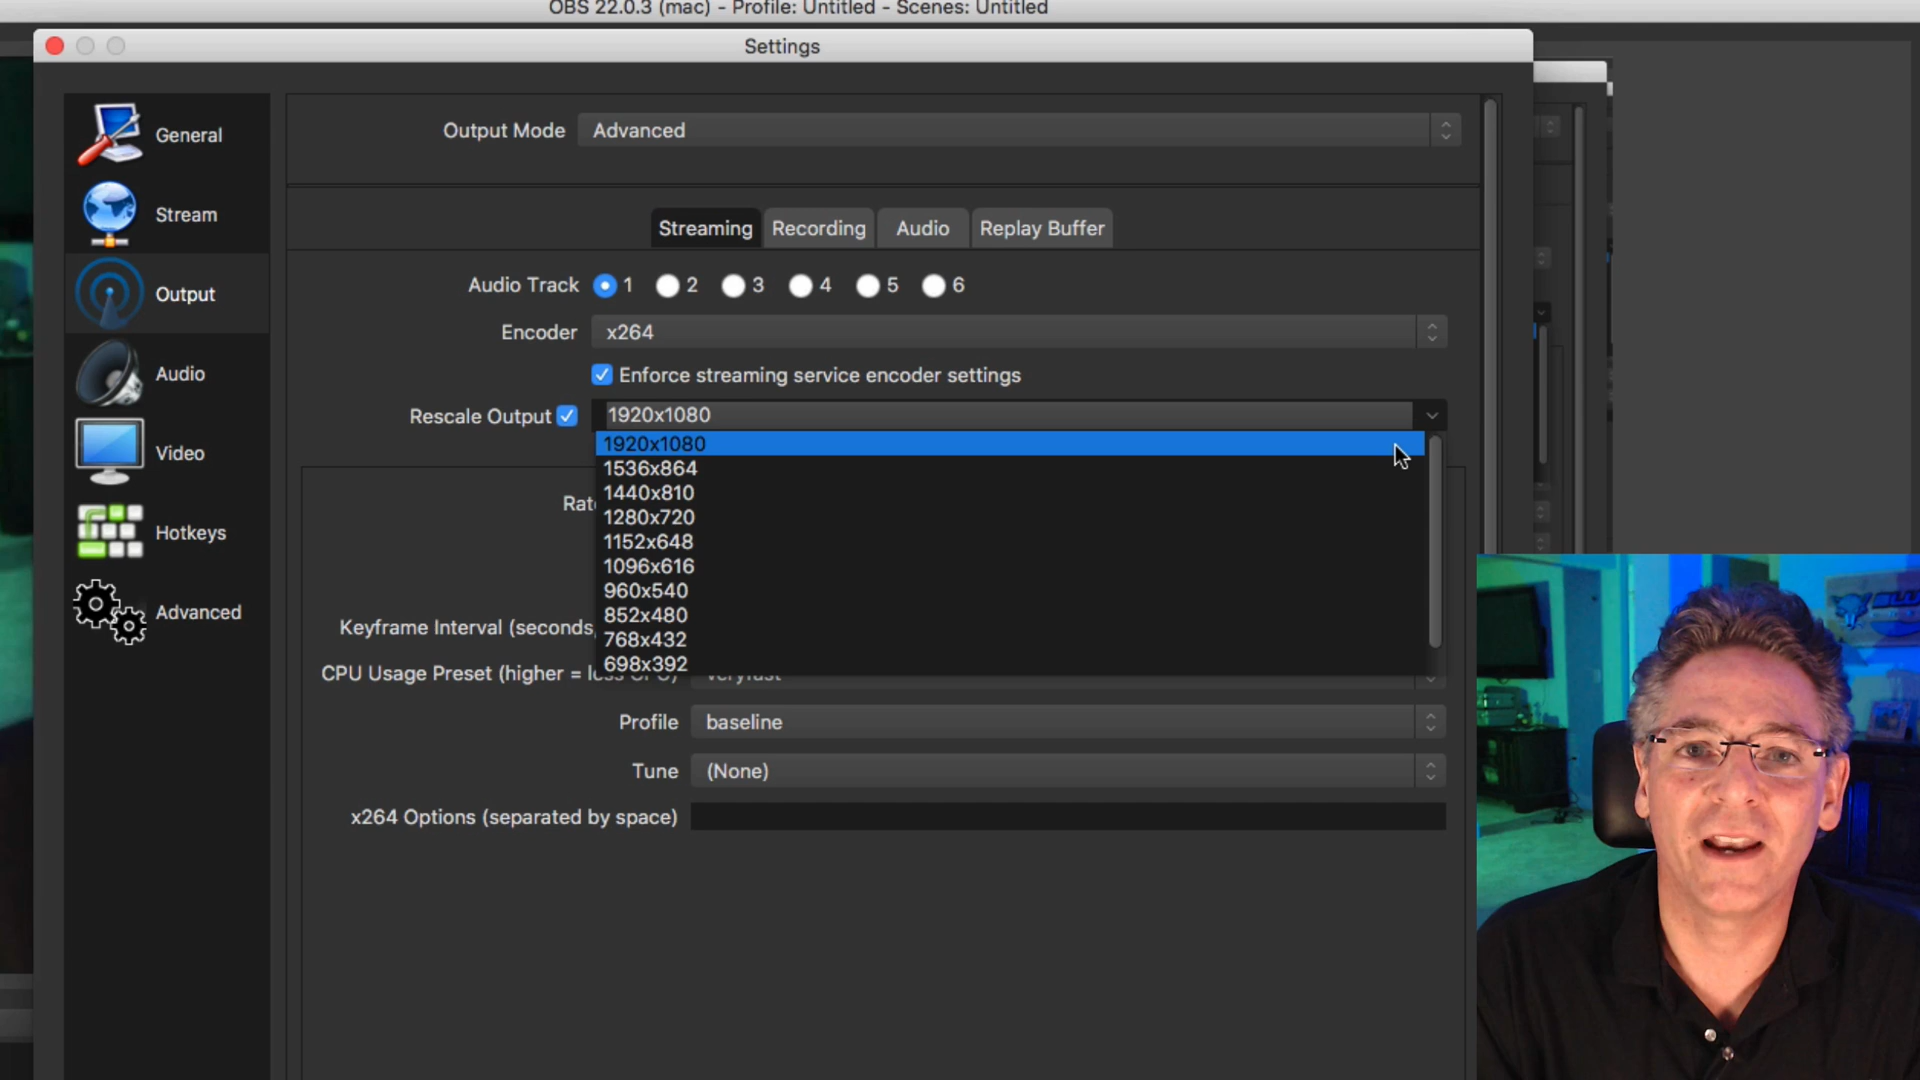 OBS 22.0.3 (mac) - Profile: Untitled - Scenes: Untitled
Settings
General
Stream
Output
Audio
Video
Hotkeys
Advanced
Output Mode Advanced
Streaming Recording Audio Replay Buffer
Audio Track 1 2 3 4 5 6
Encoder x264
Enforce streaming service encoder settings
Rescale Output 1920x1080
1920x1080
1536x864
1440x810
1280x720
1152x648
1096x616
960x540
852x480
768x432
698x392
Keyframe Interval (seconds,
CPU Usage Preset (higher = less CPU) veryfast
Profile baseline
Tune (None)
x264 Options (separated by space)